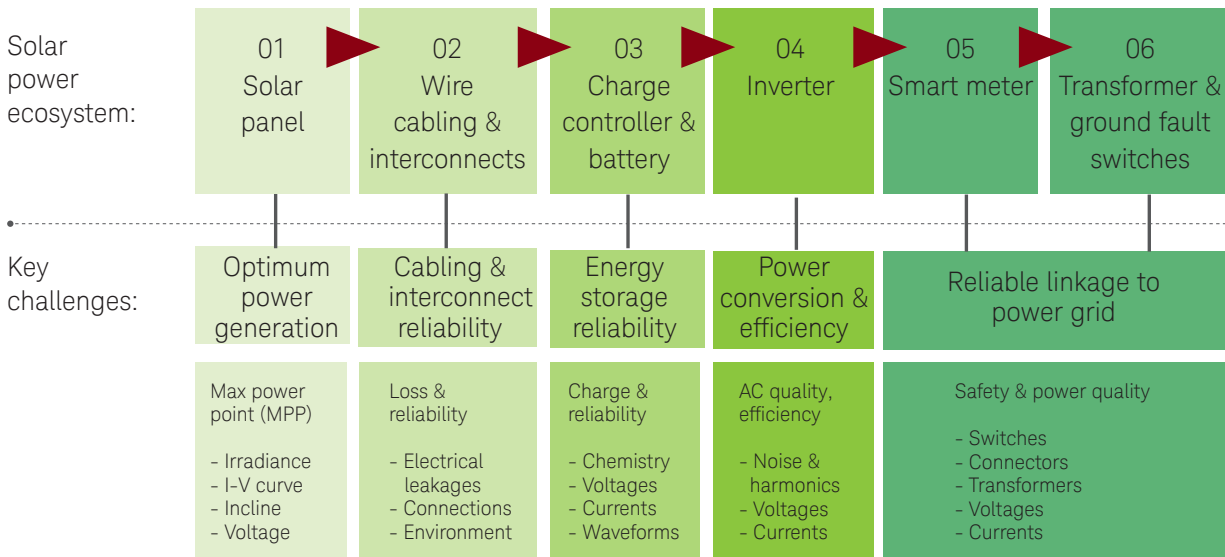 Solar
power
ecosystem:
01
Solar
panel
02
Wire
cabling &
interconnects
03
Charge
controller &
battery
04
Inverter
05
Smart meter
06
Transformer &
ground fault
switches
Key
challenges:
Optimum
power
generation
Cabling &
interconnect
reliability
Energy
storage
reliability
Power
conversion &
efficiency
Reliable linkage to
power grid
Max power
point (MPP)
- Irradiance
- I-V curve
- Incline
- Voltage
Loss &
reliability
- Electrical
leakages
- Connections
- Environment
Charge &
reliability
- Chemistry
- Voltages
- Currents
- Waveforms
AC quality,
efficiency
- Noise &
harmonics
- Voltages
- Currents
Safety & power quality
- Switches
- Connectors
- Transformers
- Voltages
- Currents